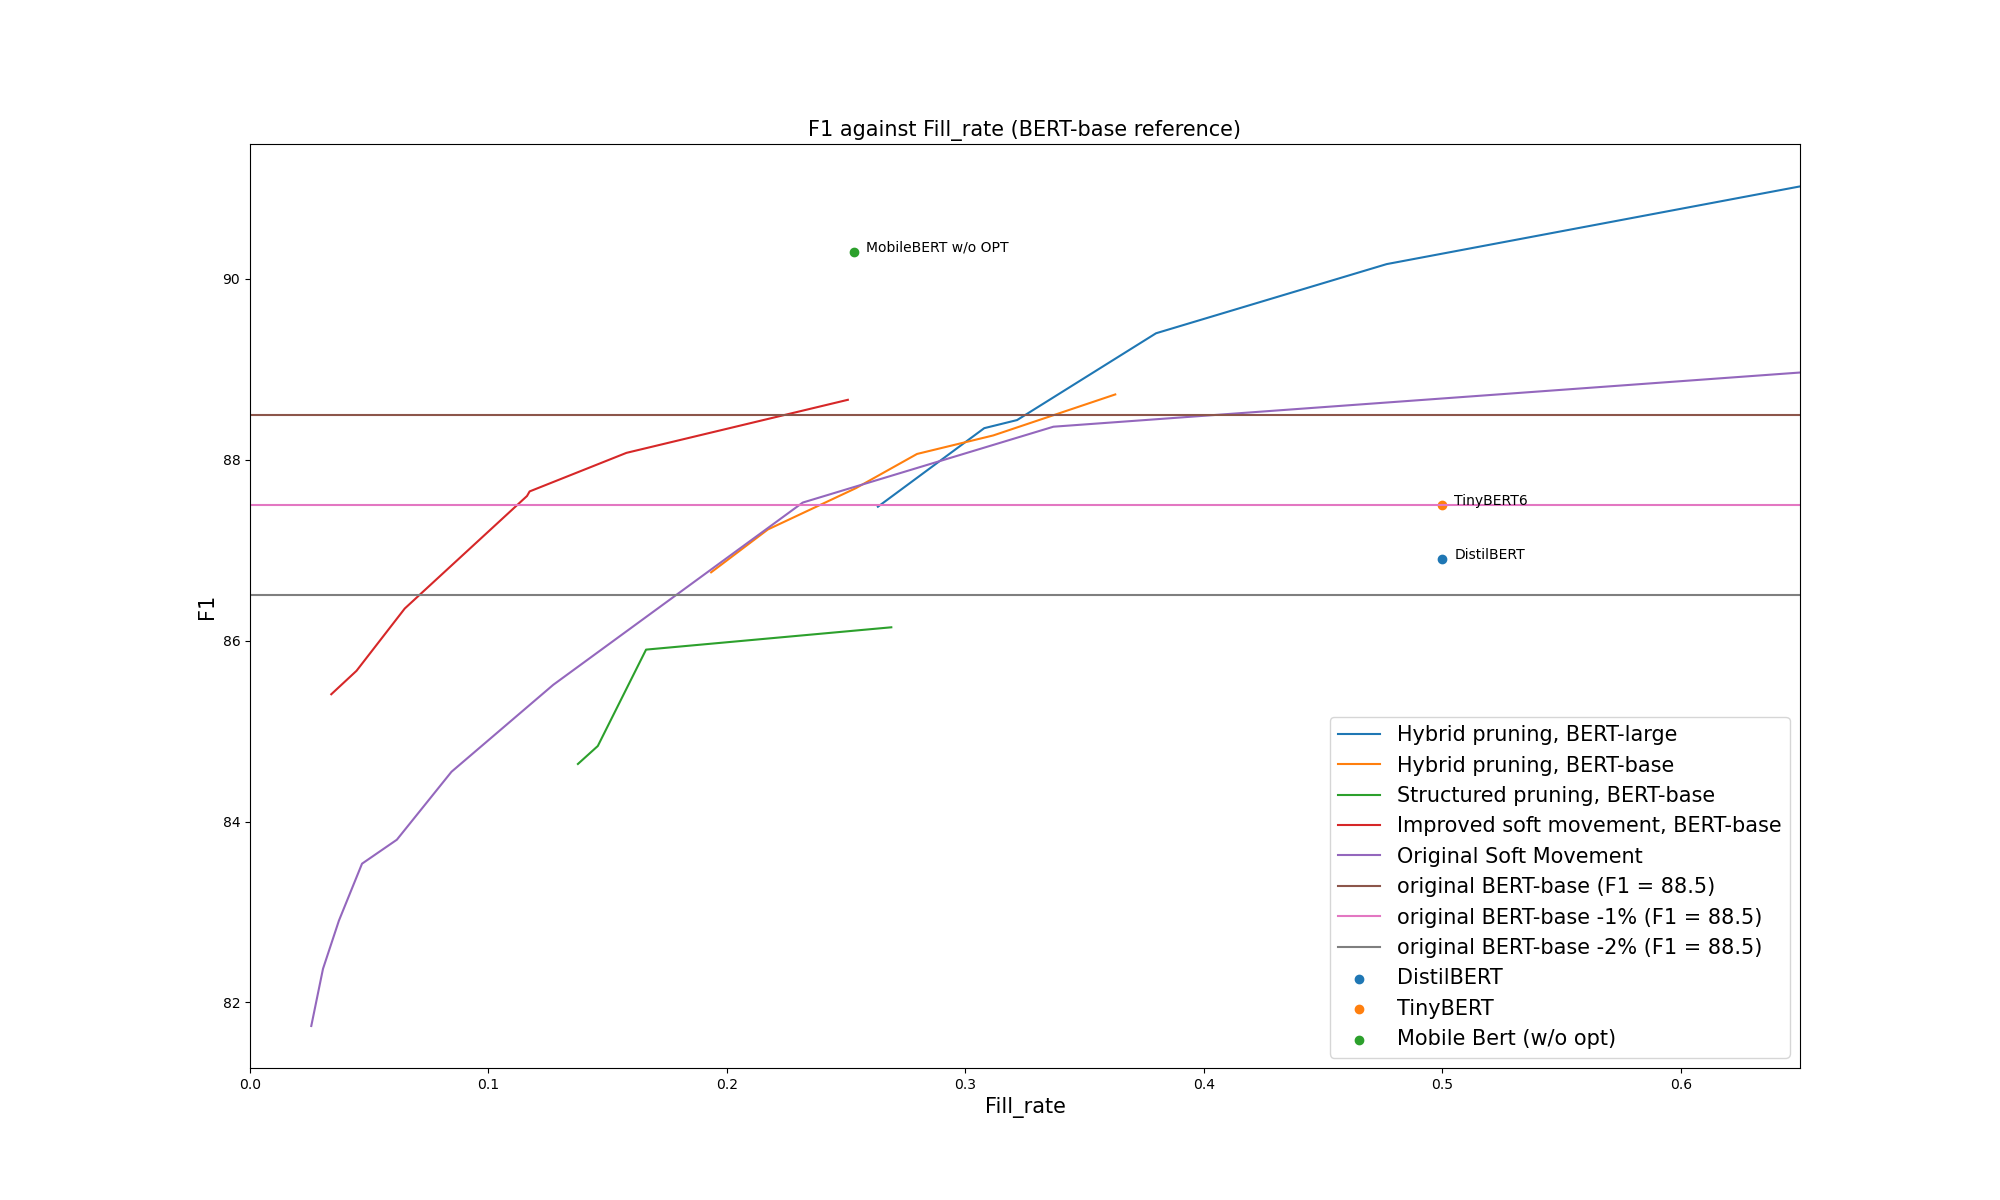 F1 against Fill_rate (BERT-base reference)
90
88
86
84
82
F1
MobileBERT w/o OPT
TinyBERT6
DistilBERT
Hybrid pruning, BERT-large
Hybrid pruning, BERT-base
Structured pruning, BERT-base
Improved soft movement, BERT-base
Original Soft Movement
original BERT-base (F1 = 88.5)
original BERT-base -1% (F1 = 88.5)
original BERT-base -2% (F1 = 88.5)
DistilBERT
TinyBERT
Mobile Bert (w/o opt)
0.0 0.1 0.2 0.3 0.4 0.5 0.6
Fill_rate